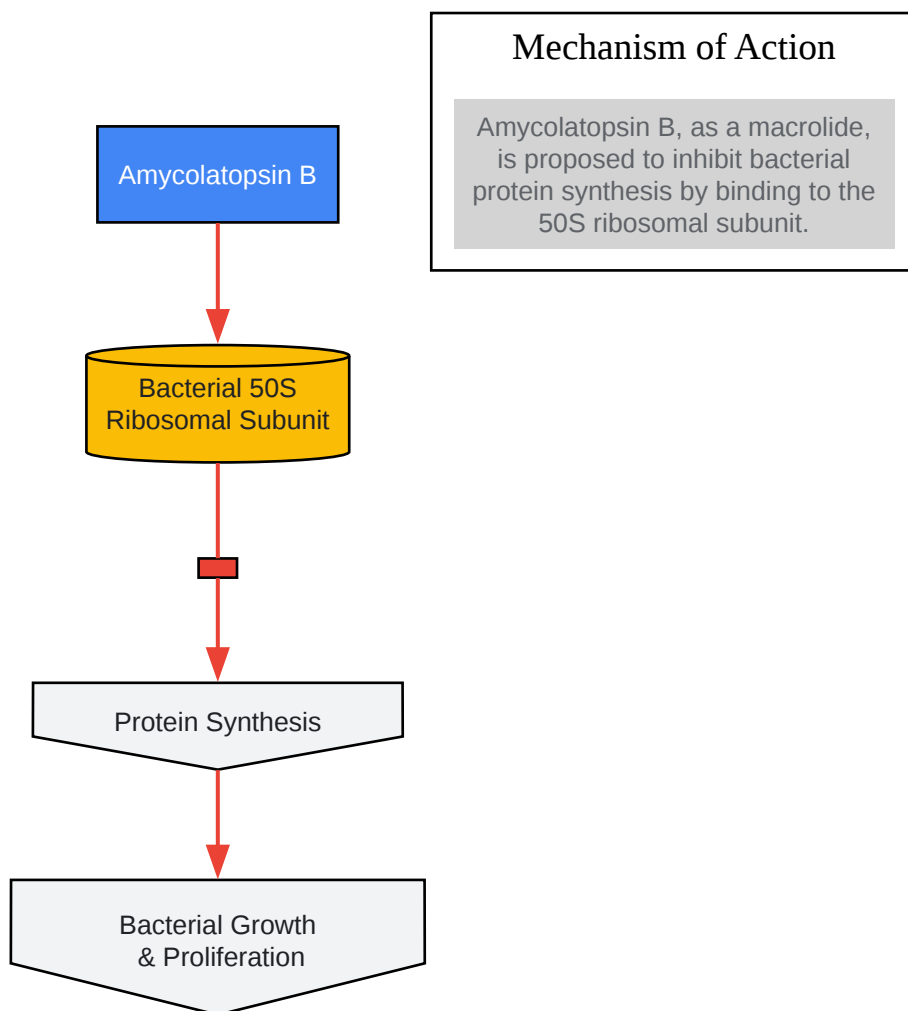 Mechanism of Action
Amycolatopsin B, as a macrolide,
is proposed to inhibit bacterial
protein synthesis by binding to the
50S ribosomal subunit.
Amycolatopsin B
Bacterial 50S
Ribosomal Subunit
Protein Synthesis
Bacterial Growth
& Proliferation